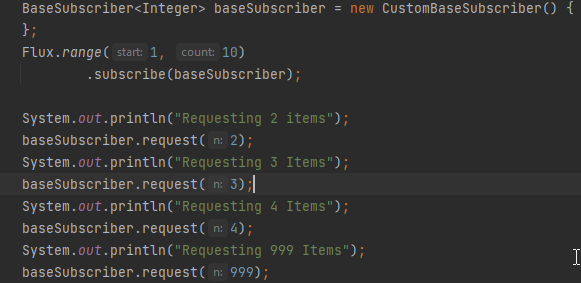 BaseSubscriber<Integer> baseSubscriber = new CustomBaseSubscriber() {
};
Flux.range( start: 1, count: 10)
        .subscribe(baseSubscriber);

System.out.println("Requesting 2 items");
baseSubscriber.request( n: 2);
System.out.println("Requesting 3 Items");
baseSubscriber.request( n: 3);
System.out.println("Requesting 4 Items");
baseSubscriber.request( n: 4);
System.out.println("Requesting 999 Items");
baseSubscriber.request( n: 999);